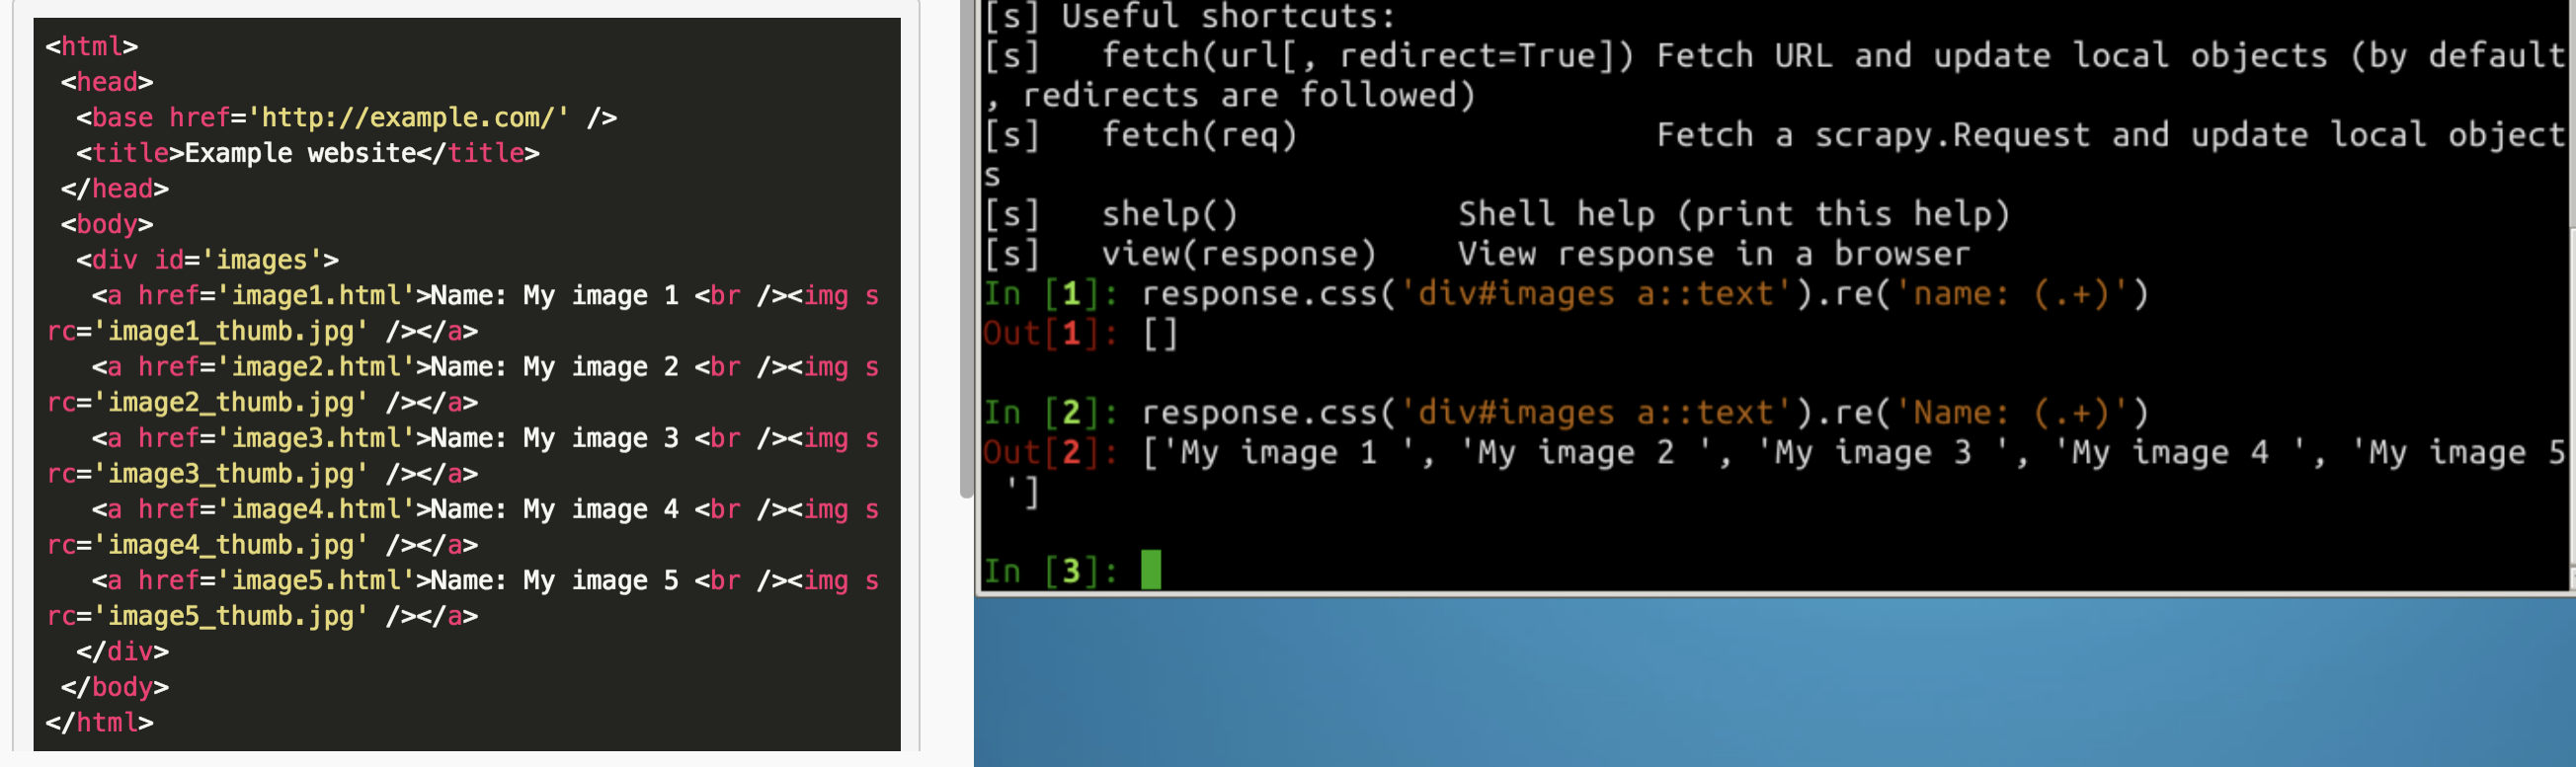 <html>
<head>
<base href='http://example.com/' />
<title>Example website</title>
</head>
<body>
<div id='images'>
<a href='image1.html'>Name: My image 1 <br /><img s
rc='image1_thumb.jpg' /></a>
<a href='image2.html'>Name: My image 2 <br /><img s
rc='image2_thumb.jpg' /></a>
<a href='image3.html'>Name: My image 3 <br /><img s
rc='image3_thumb.jpg' /></a>
<a href='image4.html'>Name: My image 4 <br /><img s
rc='image4_thumb.jpg' /></a>
<a href='image5.html'>Name: My image 5 <br /><img s
rc='image5_thumb.jpg' /></a>
</div>
</body>
</html>
[s] Useful shortcuts:
[s]   fetch(url[, redirect=True]) Fetch URL and update local objects (by default
, redirects are followed)
[s]   fetch(req)                  Fetch a scrapy.Request and update local object
s
[s]   shelp()           Shell help (print this help)
[s]   view(response)    View response in a browser
In [1]: response.css('div#images a::text').re('name: (.+)')
Out[1]: []
In [2]: response.css('div#images a::text').re('Name: (.+)')
Out[2]: ['My image 1 ', 'My image 2 ', 'My image 3 ', 'My image 4 ', 'My image 5
 ']
In [3]: